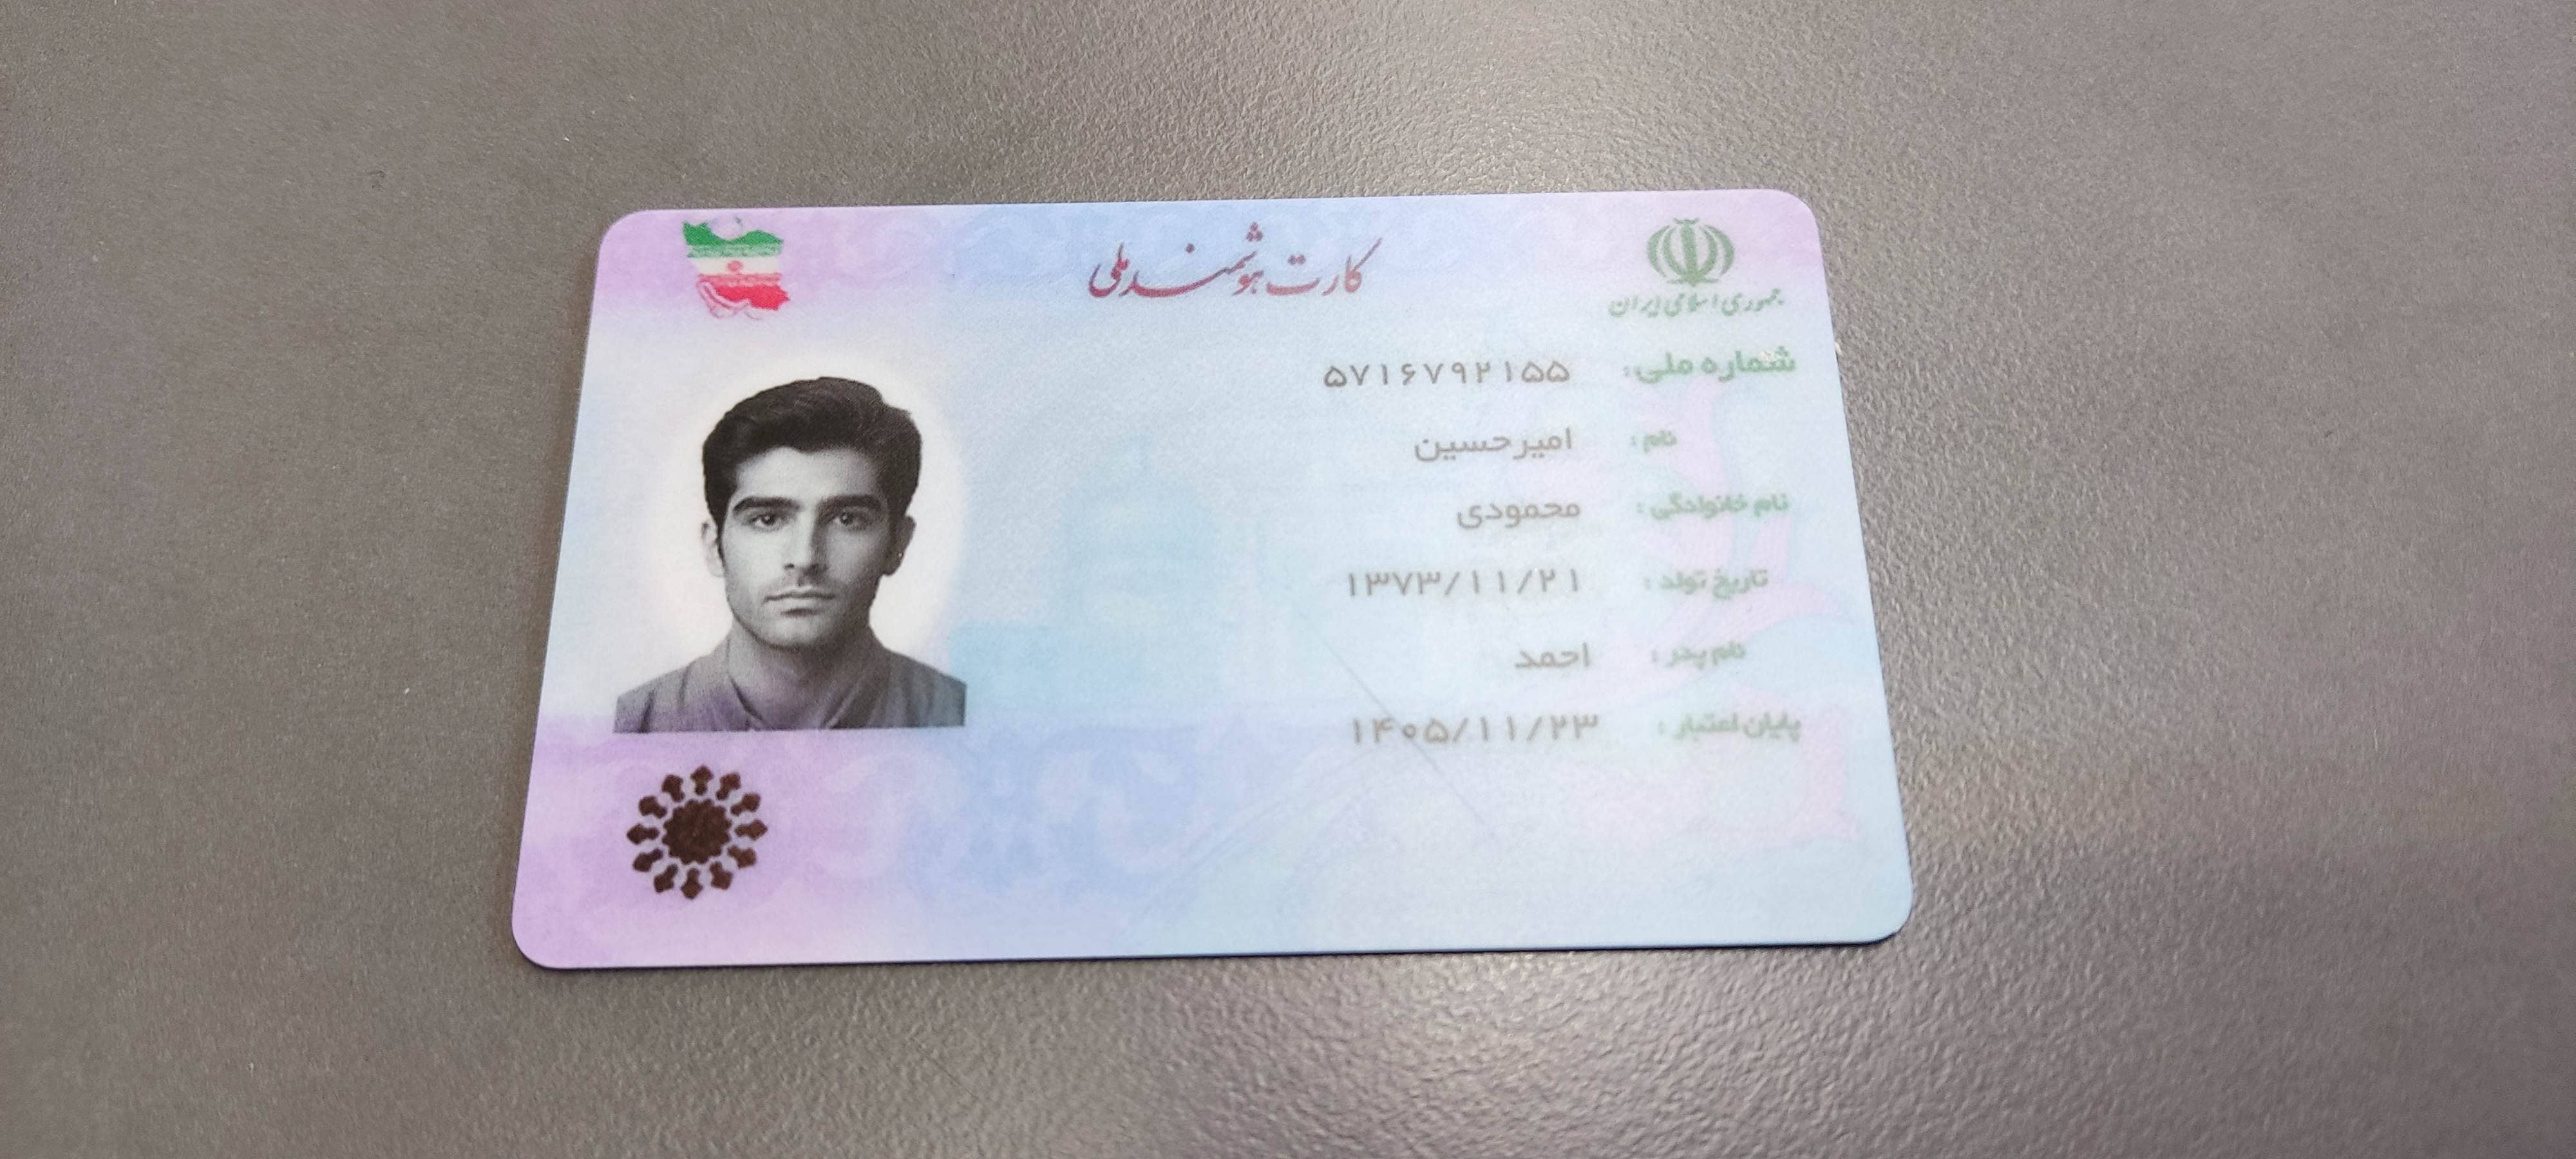 کارت هوشمند ملی
جمهوری اسلامی ایران
شماره ملی: ۵۷۱۶۷۹۲۱۵۵
نام: امیرحسین
نام خانوادگی: محمودی
تاریخ تولد: ۱۳۷۳/۱۱/۲۱
نام پدر: احمد
پایان اعتبار: ۱۴۰۵/۱۱/۲۳